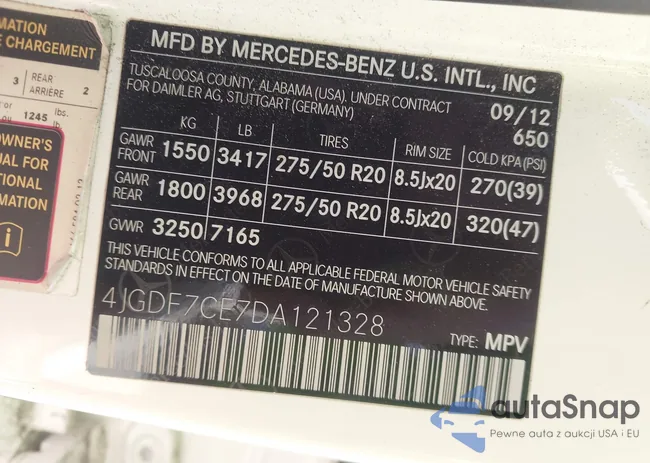 MATION
E CHARGEMENT
3 REAR ARRIÈRE 2
or ou 1245 lbs.
OWNER'S
UAL FOR
TIONAL
MATION
MFD BY MERCEDES-BENZ U.S. INTL., INC
TUSCALOOSA COUNTY, ALABAMA (USA). UNDER CONTRACT
FOR DAIMLER AG, STUTTGART (GERMANY)
09/12
650
KG LB TIRES RIM SIZE COLD KPA (PSI)
GAWR FRONT 1550 3417 275/50 R20 8.5Jx20 270(39)
GAWR REAR 1800 3968 275/50 R20 8.5Jx20 320(47)
GVWR 3250 7165
THIS VEHICLE CONFORMS TO ALL APPLICABLE FEDERAL MOTOR VEHICLE SAFETY
STANDARDS IN EFFECT ON THE DATE OF MANUFACTURE SHOWN ABOVE.
4JGDF7CE7DA121328
TYPE: MPV
autoSnap
Pewne auta z aukcji USA i EU